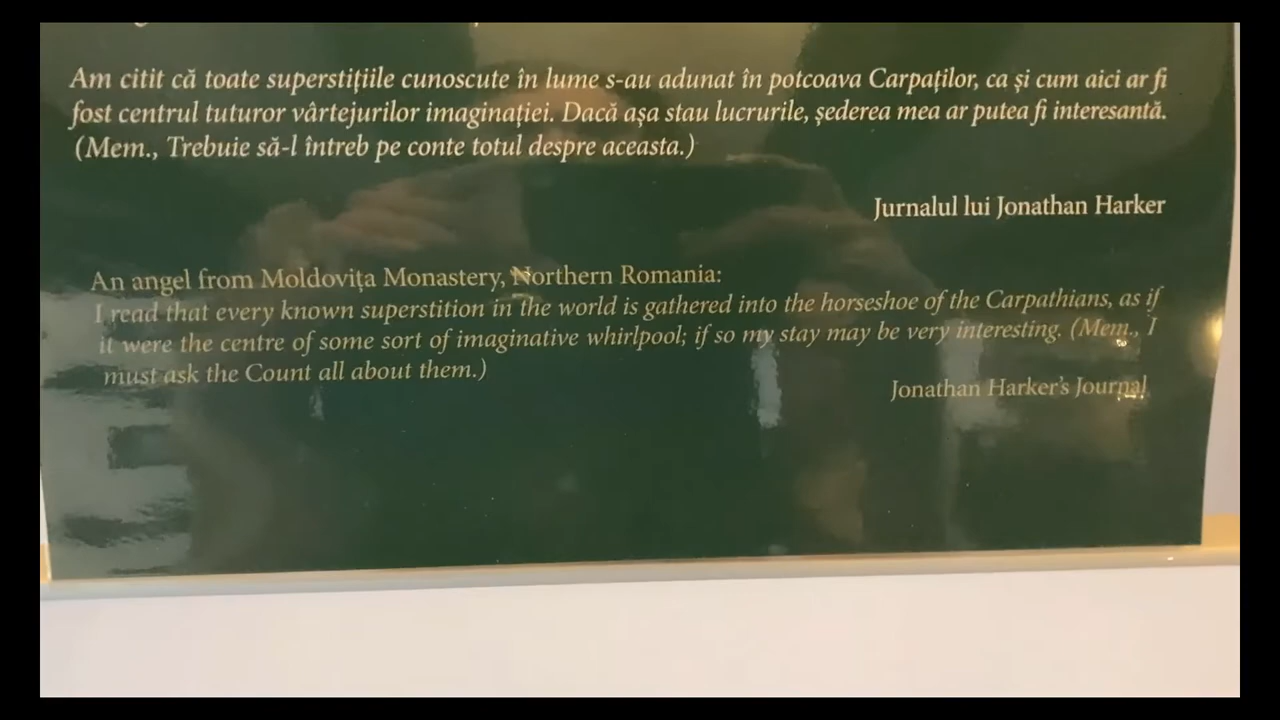 Am citit că toate superstițiile cunoscute în lume s-au adunat în potcoava Carpaților, ca și cum aici ar fi
fost centrul tuturor vârtejurilor imaginației. Dacă așa stau lucrurile, șederea mea ar putea fi interesantă.
(Mem., Trebuie să-l întreb pe conte totul despre aceasta.)
Jurnalul lui Jonathan Harker
An angel from Moldovița Monastery, Northern Romania:
I read that every known superstition in the world is gathered into the horseshoe of the Carpathians, as if
it were the centre of some sort of imaginative whirlpool; if so my stay may be very interesting. (Mem., I
must ask the Count all about them.)
Jonathan Harker's Journal